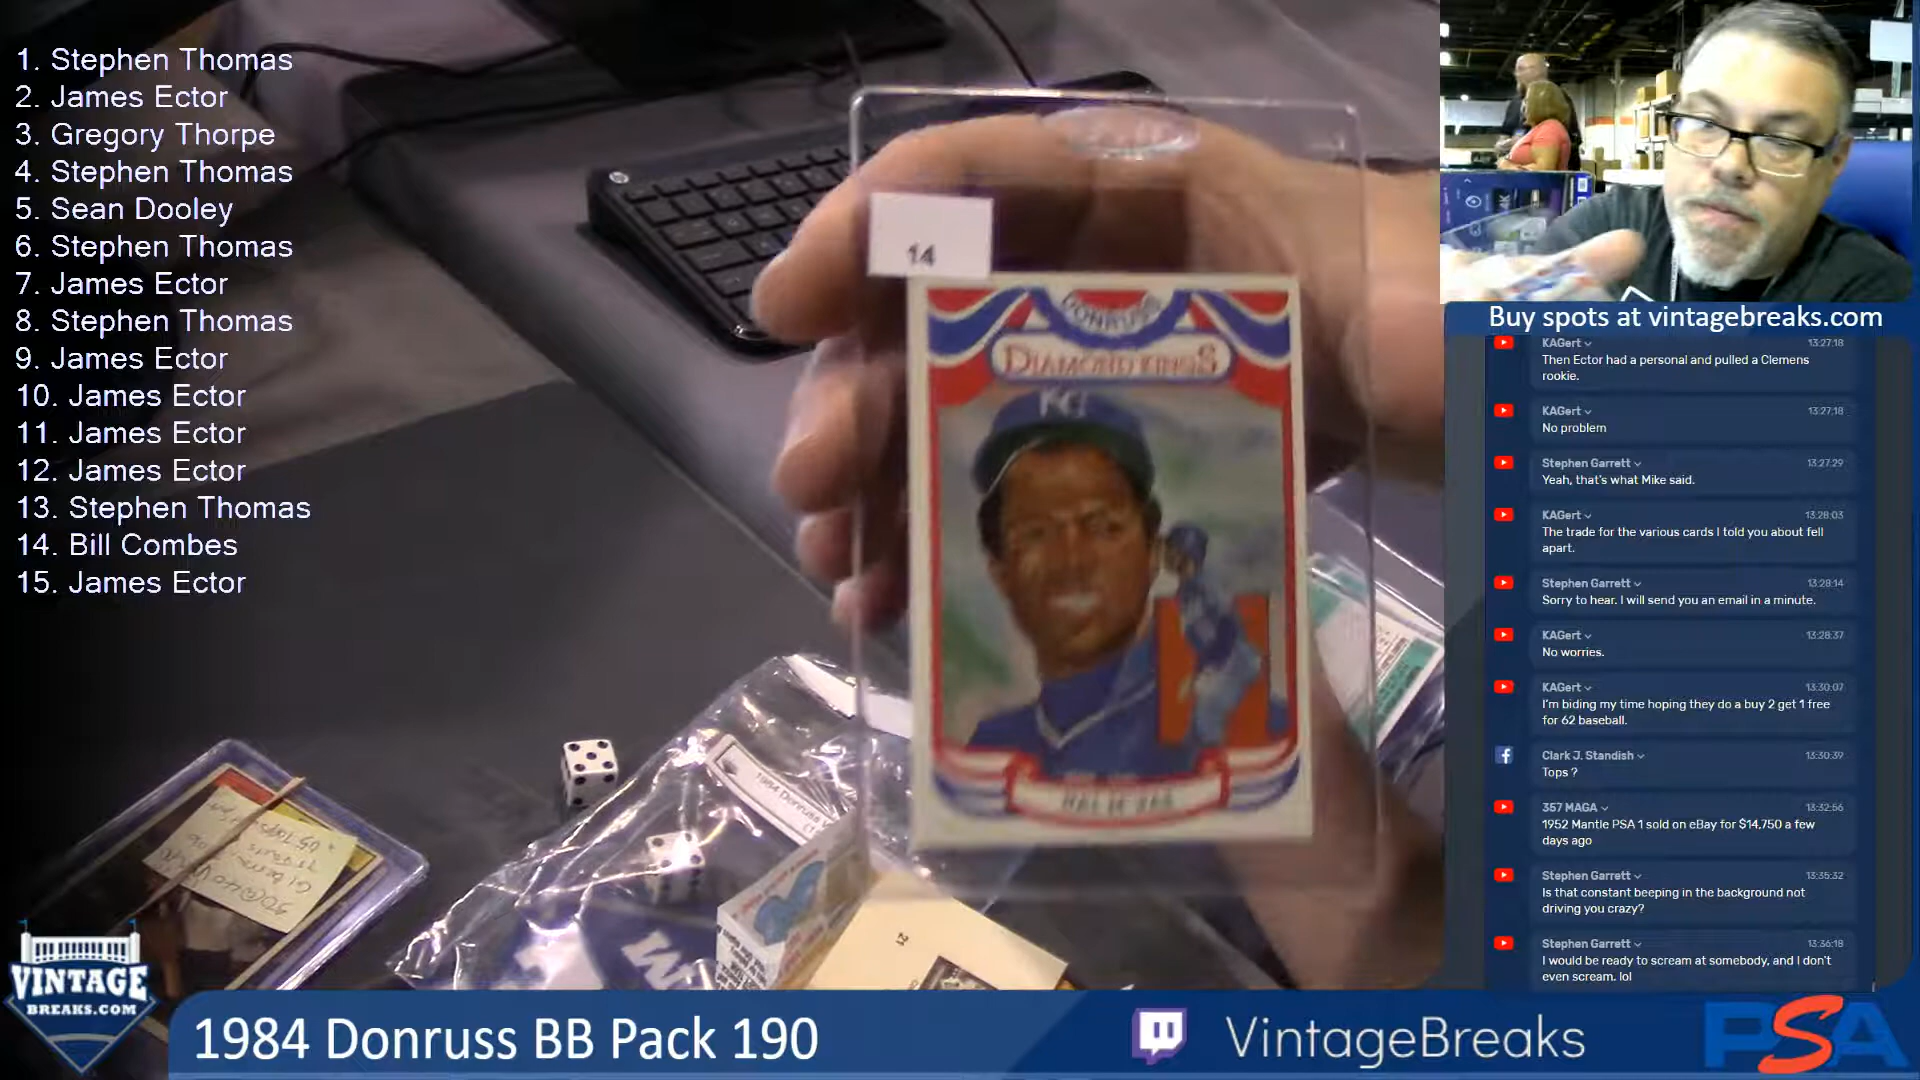 1. Stephen Thomas
2. James Ector
3. Gregory Thorpe
4. Stephen Thomas
5. Sean Dooley
6. Stephen Thomas
7. James Ector
8. Stephen Thomas
9. James Ector
10. James Ector
11. James Ector
12. James Ector
13. Stephen Thomas
14. Bill Combes
15. James Ector
14
DONRUSS
DIAMOND KINGS
KC
HAL McRAE
1984 Donruss
Buy spots at vintagebreaks.com
KAGert 13:27:18
Then Ector had a personal and pulled a Clemens
rookie.
KAGert 13:27:18
No problem
Stephen Garrett 13:27:29
Yeah, that's what Mike said.
KAGert 13:28:03
The trade for the various cards I told you about fell
apart.
Stephen Garrett 13:28:14
Sorry to hear. I will send you an email in a minute.
KAGert 13:28:37
No worries.
KAGert 13:30:07
I'm biding my time hoping they do a buy 2 get 1 free
for 62 baseball.
Clark J. Standish 13:30:39
Tops ?
357 MAGA 13:32:56
1952 Mantle PSA 1 sold on eBay for $14,750 a few
days ago
Stephen Garrett 13:35:32
Is that constant beeping in the background not
driving you crazy?
Stephen Garrett 13:36:18
I would be ready to scream at somebody, and I don't
even scream. lol
VINTAGE
BREAKS.COM
1984 Donruss BB Pack 190
VintageBreaks
PSA